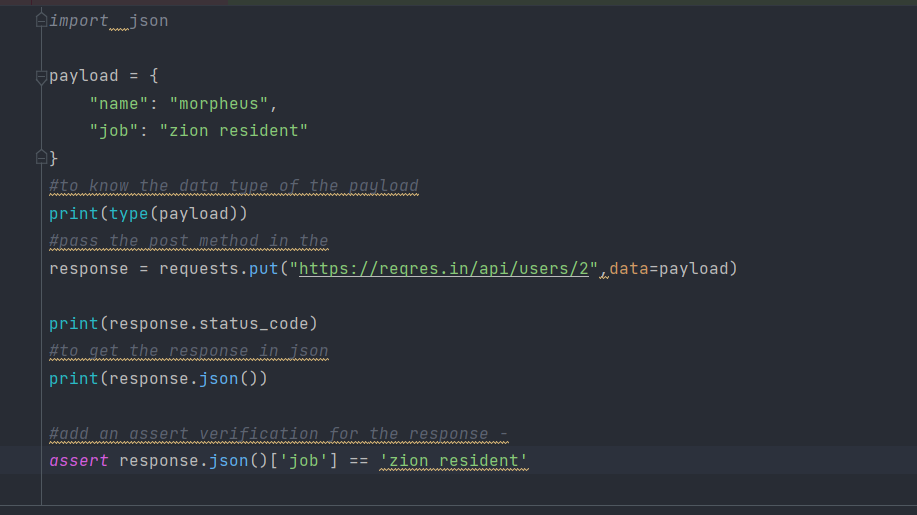 import  json
payload = {
"name": "morpheus",
"job": "zion resident"
}
#to know the data type of the payload
print(type(payload))
#pass the post method in the
response = requests.put("https://reqres.in/api/users/2",data=payload)
print(response.status_code)
#to get the response in json
print(response.json())
#add an assert verification for the response -
assert response.json()['job'] == 'zion resident'